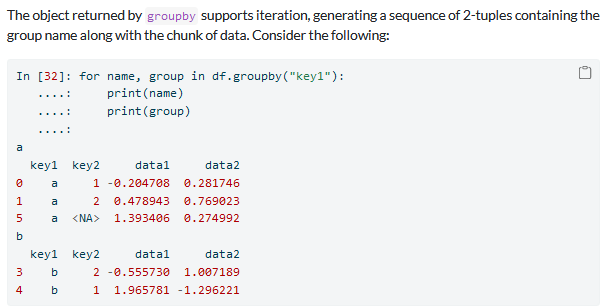 The object returned by groupby supports iteration, generating a sequence of 2-tuples containing the
group name along with the chunk of data. Consider the following:
In [32]: for name, group in df.groupby("key1"):
   ....:     print(name)
   ....:     print(group)
   ....:
a
  key1  key2     data1     data2
0    a     1 -0.204708  0.281746
1    a     2  0.478943  0.769023
5    a  <NA>  1.393406  0.274992
b
  key1  key2     data1     data2
3    b     2 -0.555730  1.007189
4    b     1  1.965781 -1.296221